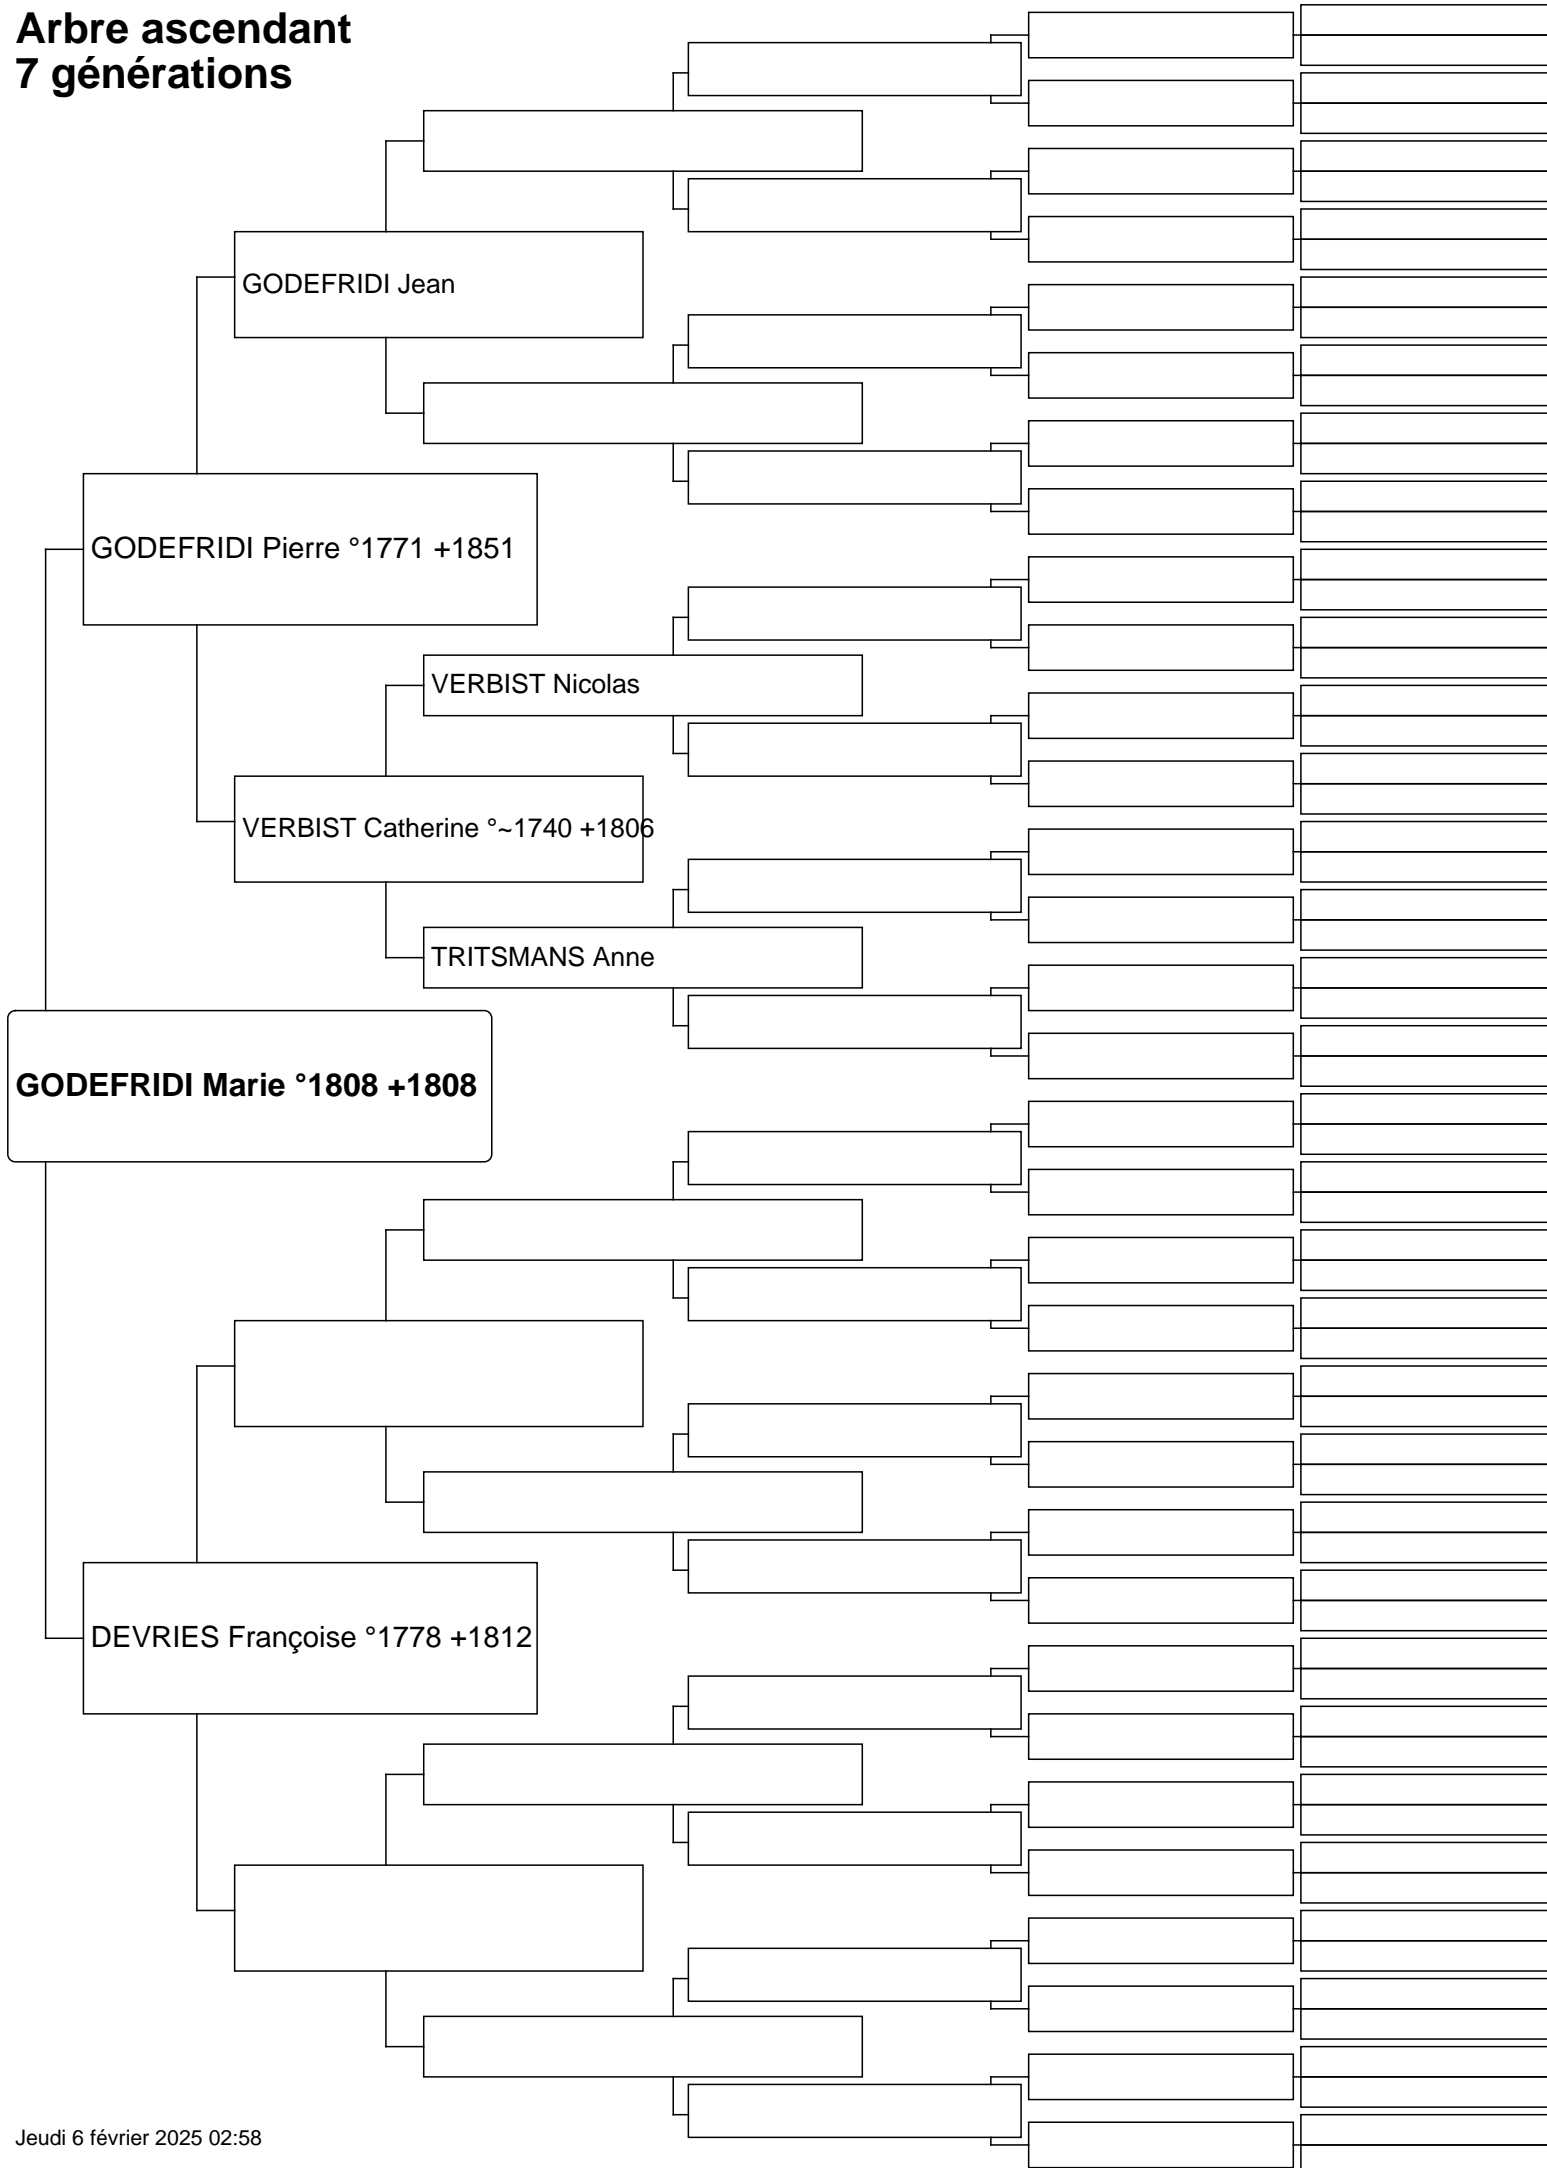 Arbre ascendant
7 générations
GODEFRIDI Jean
GODEFRIDI Pierre °1771 +1851
VERBIST Nicolas
VERBIST Catherine °~1740 +1806
TRITSMANS Anne
GODEFRIDI Marie °1808 +1808
DEVRIES Françoise °1778 +1812
Jeudi 6 février 2025 02:58